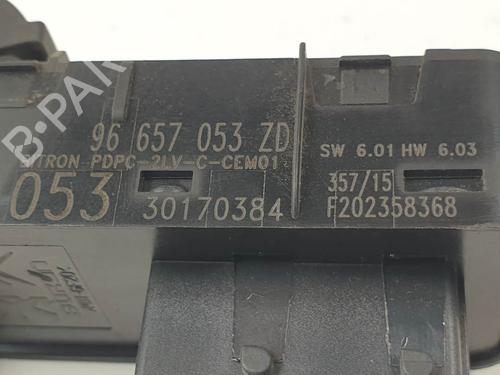 96 657 053 ZD
TRON PDPC-2LV-C-CEM01
SW 6.01 HW 6.03
053
30170384
357/15
F202358368
B-PAR